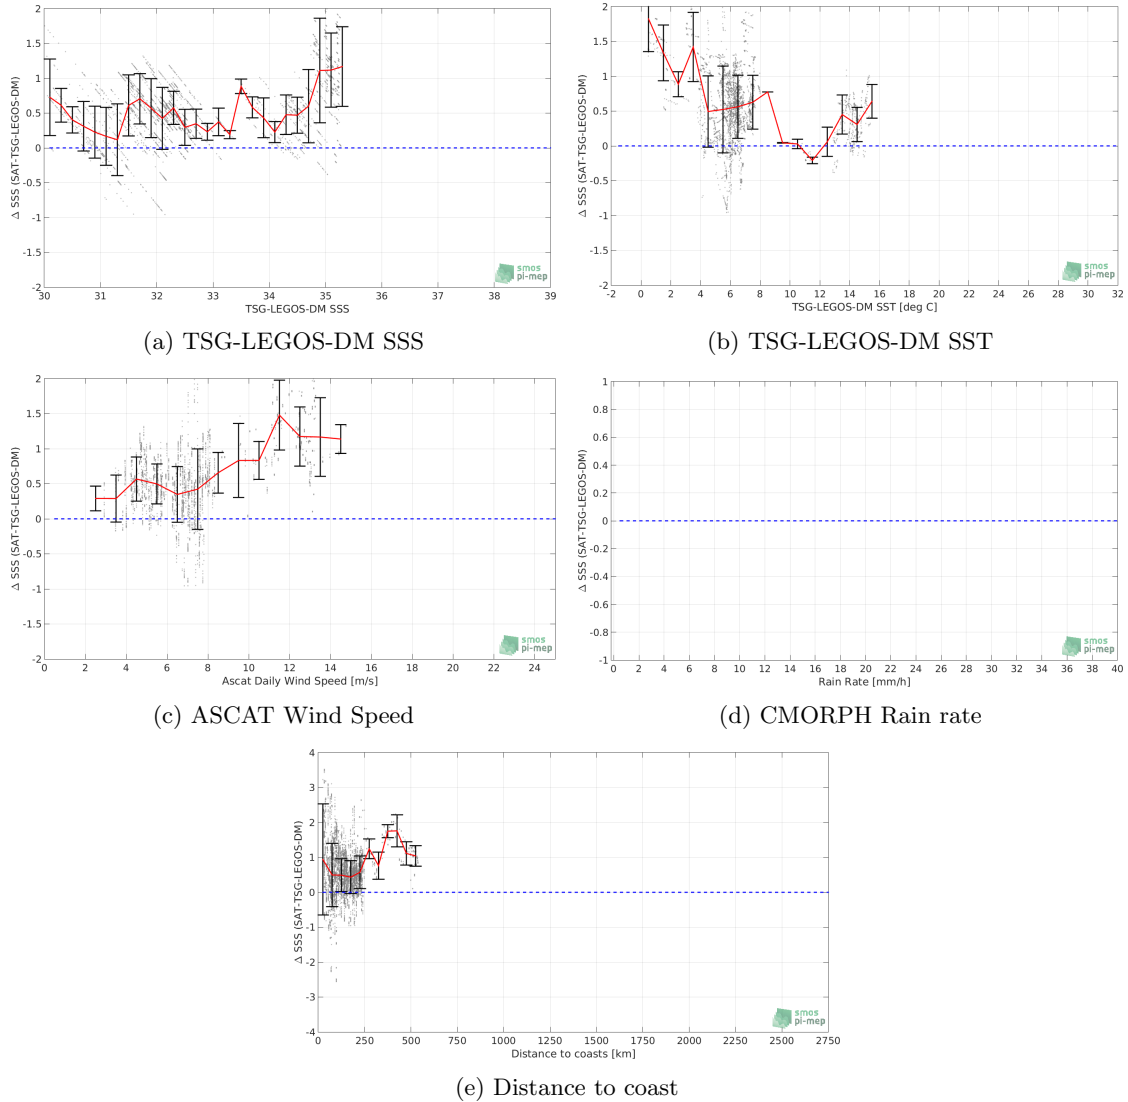 2
1.5
1
0.5
0
-0.5
-1
-1.5
-2
Δ SSS (SAT-TSG-LEGOS-DM)
30 31 32 33 34 35 36 37 38 39
TSG-LEGOS-DM SSS
smos
pi-mep
(a) TSG-LEGOS-DM SSS
2
1.5
1
0.5
0
-0.5
-1
-1.5
-2
Δ SSS (SAT-TSG-LEGOS-DM)
-2 0 2 4 6 8 10 12 14 16 18 20 22 24 26 28 30 32
TSG-LEGOS-DM SST [deg C]
smos
pi-mep
(b) TSG-LEGOS-DM SST
2
1.5
1
0.5
0
-0.5
-1
-1.5
-2
Δ SSS (SAT-TSG-LEGOS-DM)
0 2 4 6 8 10 12 14 16 18 20 22 24
Ascat Daily Wind Speed [m/s]
smos
pi-mep
(c) ASCAT Wind Speed
1
0.8
0.6
0.4
0.2
0
-0.2
-0.4
-0.6
-0.8
-1
Δ SSS (SAT-TSG-LEGOS-DM)
0 2 4 6 8 10 12 14 16 18 20 22 24 26 28 30 32 34 36 38 40
Rain Rate [mm/h]
smos
pi-mep
(d) CMORPH Rain rate
4
3
2
1
0
-1
-2
-3
-4
Δ SSS (SAT-TSG-LEGOS-DM)
0 250 500 750 1000 1250 1500 1750 2000 2250 2500 2750
Distance to coasts [km]
smos
pi-mep
(e) Distance to coast